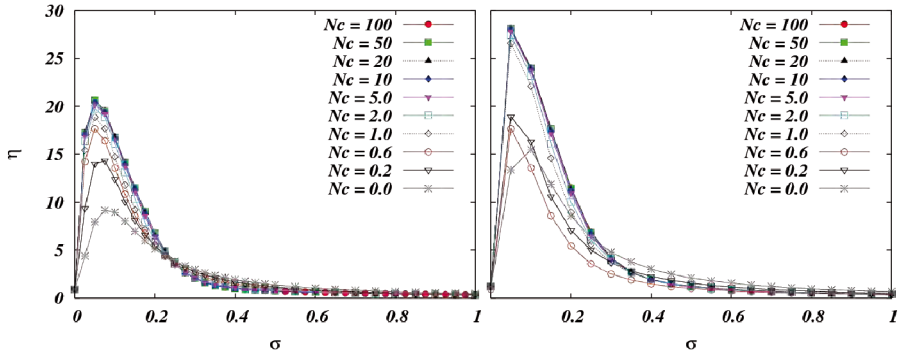 30
25
20
15
10
5
0
η
0
0.2
0.4
0.6
0.8
1
σ
Nc = 100
Nc = 50
Nc = 20
Nc = 10
Nc = 5.0
Nc = 2.0
Nc = 1.0
Nc = 0.6
Nc = 0.2
Nc = 0.0
Nc = 100
Nc = 50
Nc = 20
Nc = 10
Nc = 5.0
Nc = 2.0
Nc = 1.0
Nc = 0.6
Nc = 0.2
Nc = 0.0
0.2
0.4
0.6
0.8
1
σ